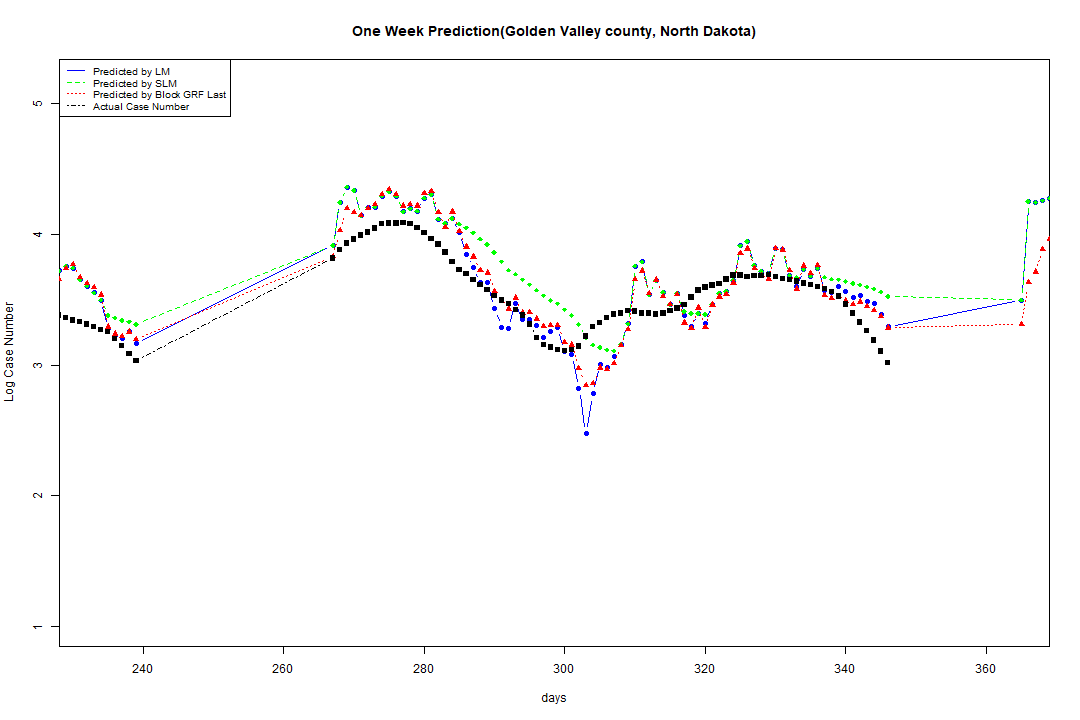 One Week Prediction(Golden Valley county, North Dakota)
Predicted by LM
Predicted by SLM
Predicted by Block GRF Last
Actual Case Number
5
4
3
2
1
Log Case Number
240
260
280
300
320
340
360
days